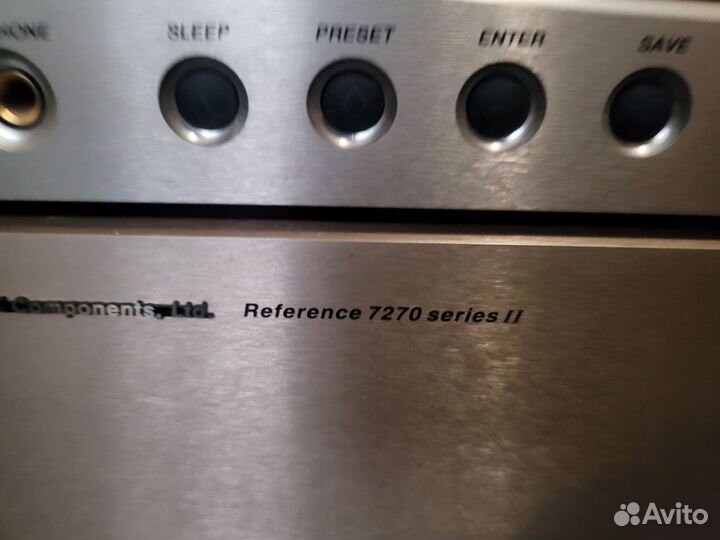 SLEEP PRESET ENTER SAVE
Components, Ltd. Reference 7270 series II
Avito